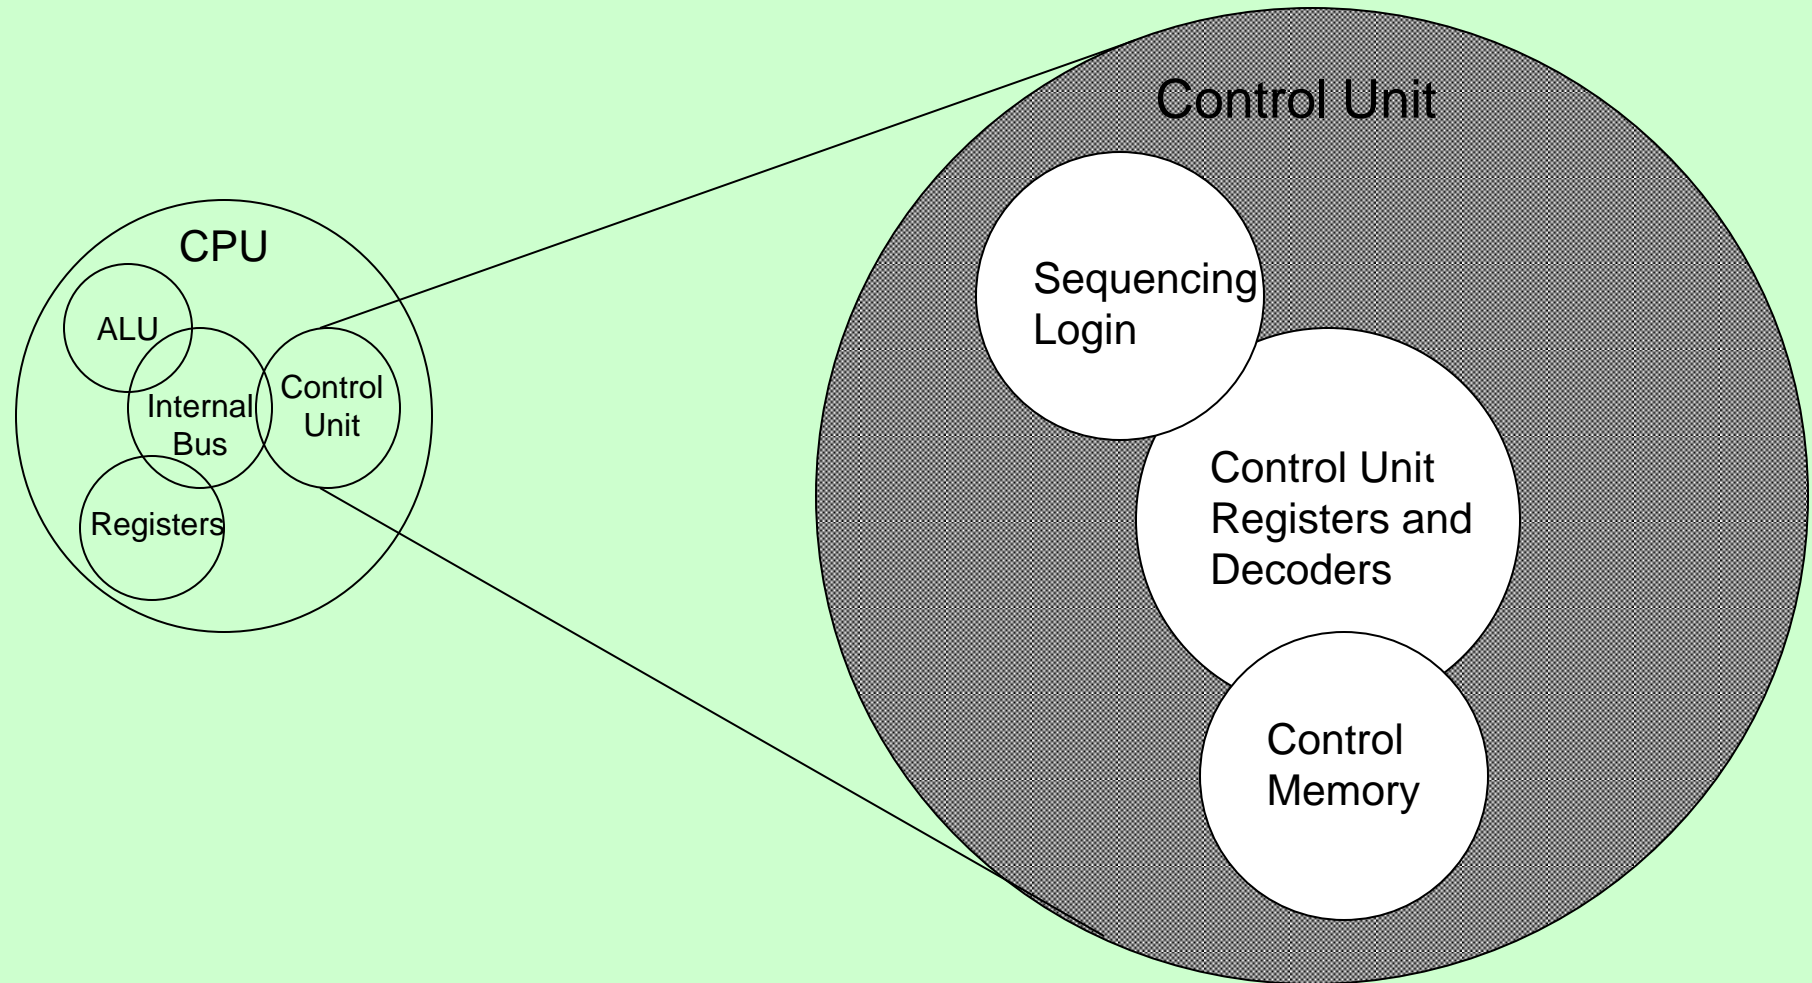 CPU
ALU
Internal
Bus
Control
Unit
Registers
Control Unit
Sequencing
Login
Control Unit
Registers and
Decoders
Control
Memory